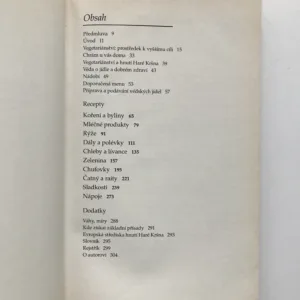 Obsah
Předmluva 9
Úvod 11
Vegetariánství: prostředek k vyššímu cíli 15
Chrám u vás doma 33
Vegetariánství a hnutí Haré Kršna 39
Věda o jídle a dobrém zdraví 43
Nádobí 49
Doporučená menu 53
Příprava a podávání védských jídel 57
Recepty
Koření a byliny 65
Mléčné produkty 79
Rýže 91
Dály a polévky 111
Chleby a lívance 135
Zelenina 157
Chuťovky 195
Čatný a raity 221
Sladkosti 239
Nápoje 273
Dodatky
Váhy, míry 288
Kde získat základní přísady 291
Evropská střediska hnutí Haré Kršna 293
Slovník 295
Rejstřík 299
O autorovi 304